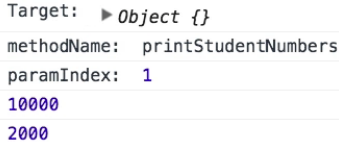 Target: ▶Object {}
methodName: printStudentNumbers
paramIndex: 1
10000
2000